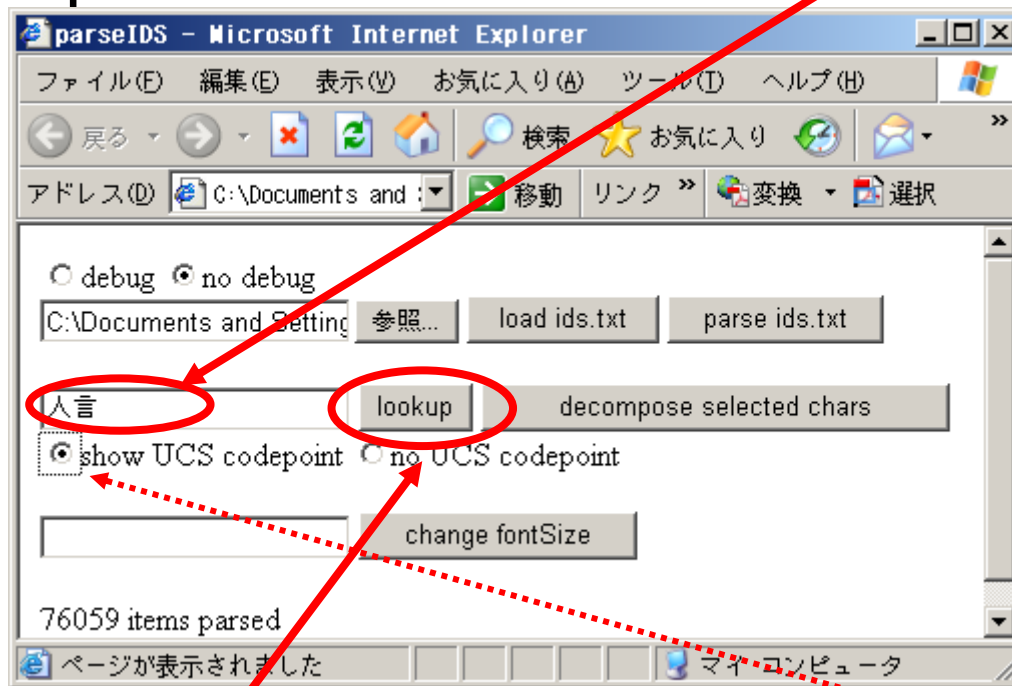 parseIDS - Microsoft Internet Explorer
ファイル(F) 編集(E) 表示(V) お気に入り(A) ツール(T) ヘルプ(H)
戻る 検索 お気に入り »
アドレス(D) C:\Documents and 移動 リンク » 変換 選択
debug no debug
C:\Documents and Setting 参照... load ids.txt parse ids.txt
人言 lookup decompose selected chars
show UCS codepoint no UCS codepoint
change fontSize
76059 items parsed
ページが表示されました マイ コンピュータ